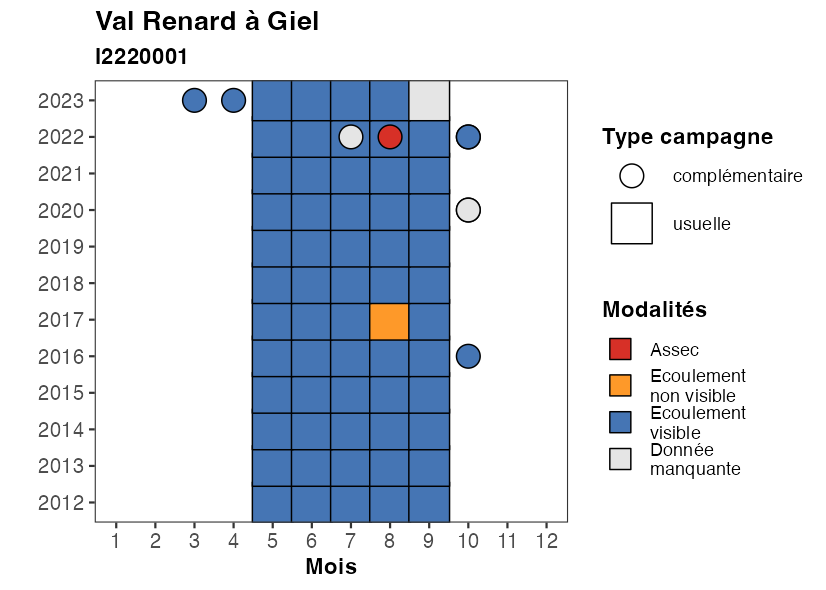 Val Renard à Giel
I2220001
2023
2022
2021
2020
2019
2018
2017
2016
2015
2014
2013
2012
1 2 3 4 5 6 7 8 9 10 11 12
Mois
Type campagne
complémentaire
usuelle
Modalités
Assec
Ecoulement
non visible
Ecoulement
visible
Donnée
manquante